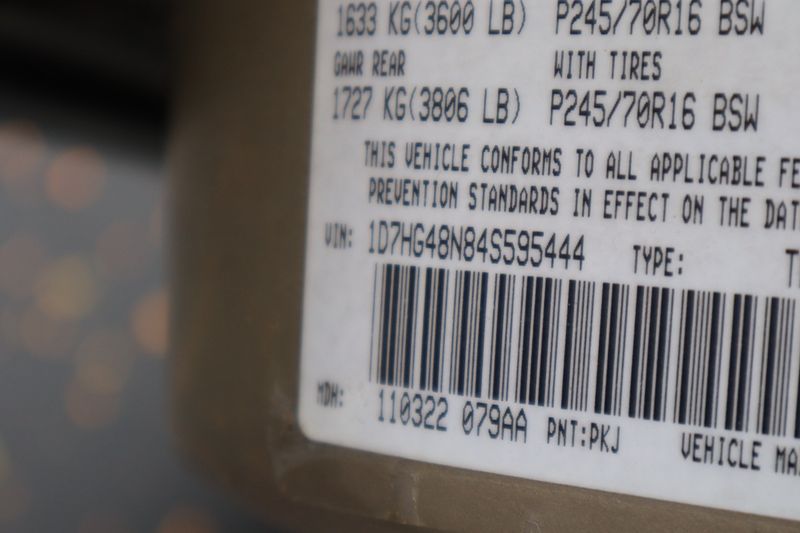 1633 KG(3600 LB) P245/70R16 BSW
GAWR REAR WITH TIRES
1727 KG(3806 LB) P245/70R16 BSW
THIS VEHICLE CONFORMS TO ALL APPLICABLE FE
PREVENTION STANDARDS IN EFFECT ON THE DAT
VIN: 1D7HG48N84S595444 TYPE:
MDH: 110322 079AA PNT:PKJ VEHICLE MA